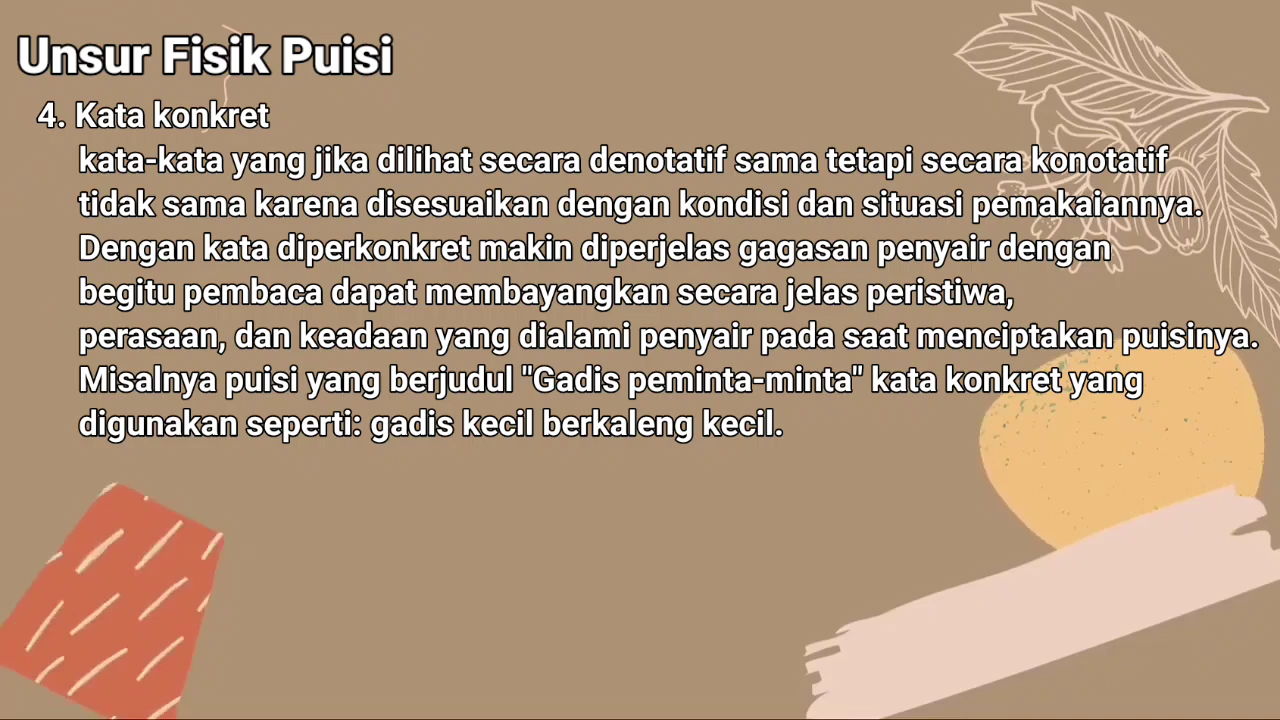 Unsur Fisik Puisi
4. Kata konkret
kata-kata yang jika dilihat secara denotatif sama tetapi secara konotatif
tidak sama karena disesuaikan dengan kondisi dan situasi pemakaiannya.
Dengan kata diperkonkret makin diperjelas gagasan penyair dengan
begitu pembaca dapat membayangkan secara jelas peristiwa,
perasaan, dan keadaan yang dialami penyair pada saat menciptakan puisinya.
Misalnya puisi yang berjudul "Gadis peminta-minta" kata konkret yang
digunakan seperti: gadis kecil berkaleng kecil.